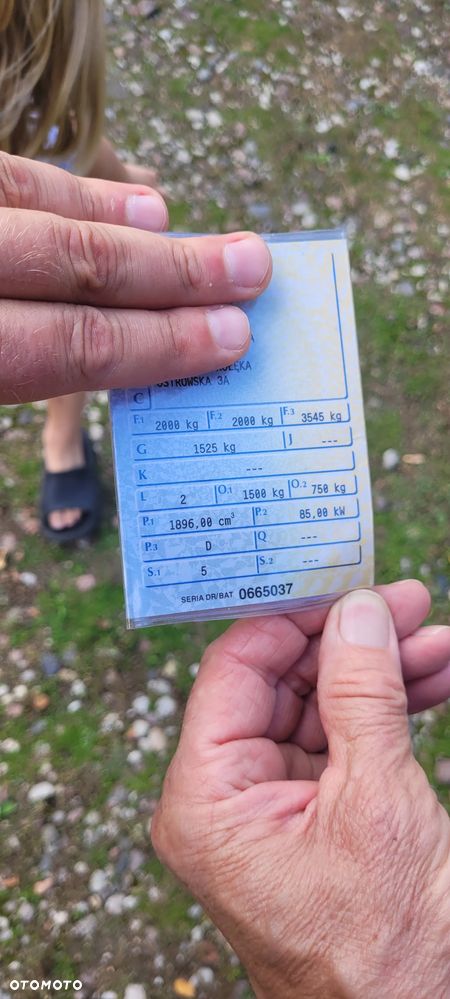 OSTROWSKA 3A
C
F.1 2000 kg F.2 2000 kg F.3 3545 kg
G 1525 kg J ---
K ---
L 2 O.1 1500 kg O.2 750 kg
P.1 1896,00 cm³ P.2 85,00 kW
P.3 D Q ---
S.1 5 S.2 ---
SERIA DR/BAT 0665037
OTOMOTO